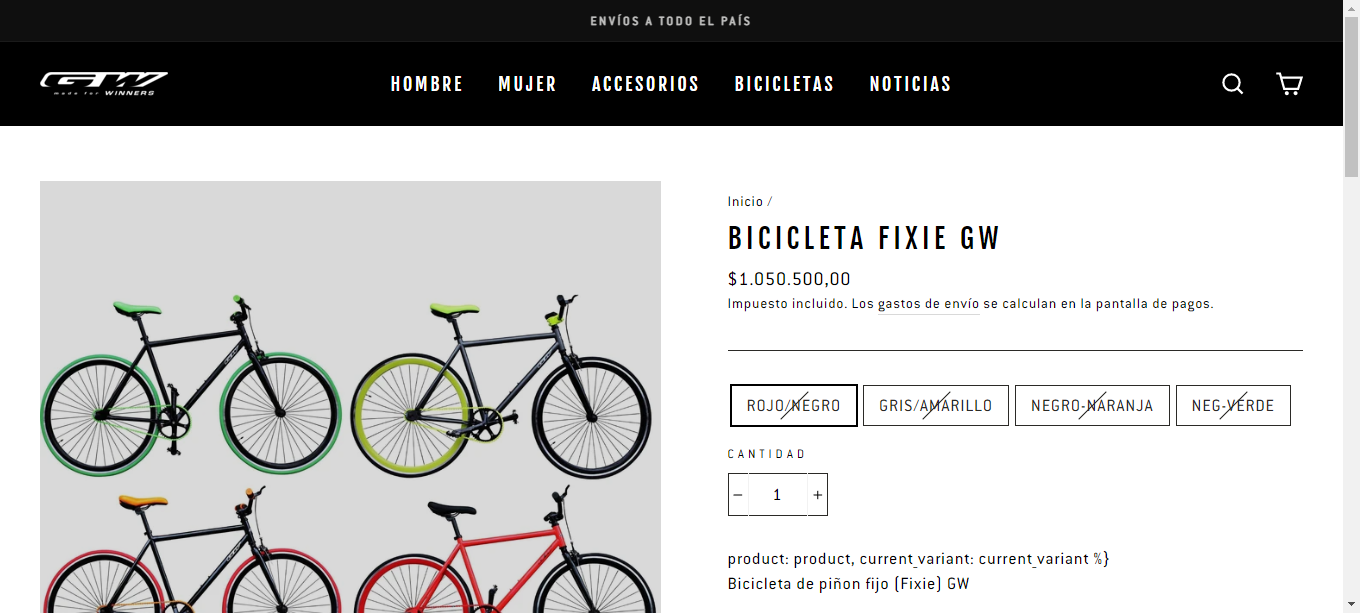 ENVÍOS A TODO EL PAÍS
GW
made for WINNERS
HOMBRE MUJER ACCESORIOS BICICLETAS NOTICIAS
Inicio /
BICICLETA FIXIE GW
$1.050.500,00
Impuesto incluido. Los gastos de envío se calculan en la pantalla de pagos.
ROJO/NEGRO GRIS/AMARILLO NEGRO-NARANJA NEG-VERDE
CANTIDAD
− 1 +
product: product, current_variant: current_variant %}
Bicicleta de piñon fijo (Fixie) GW